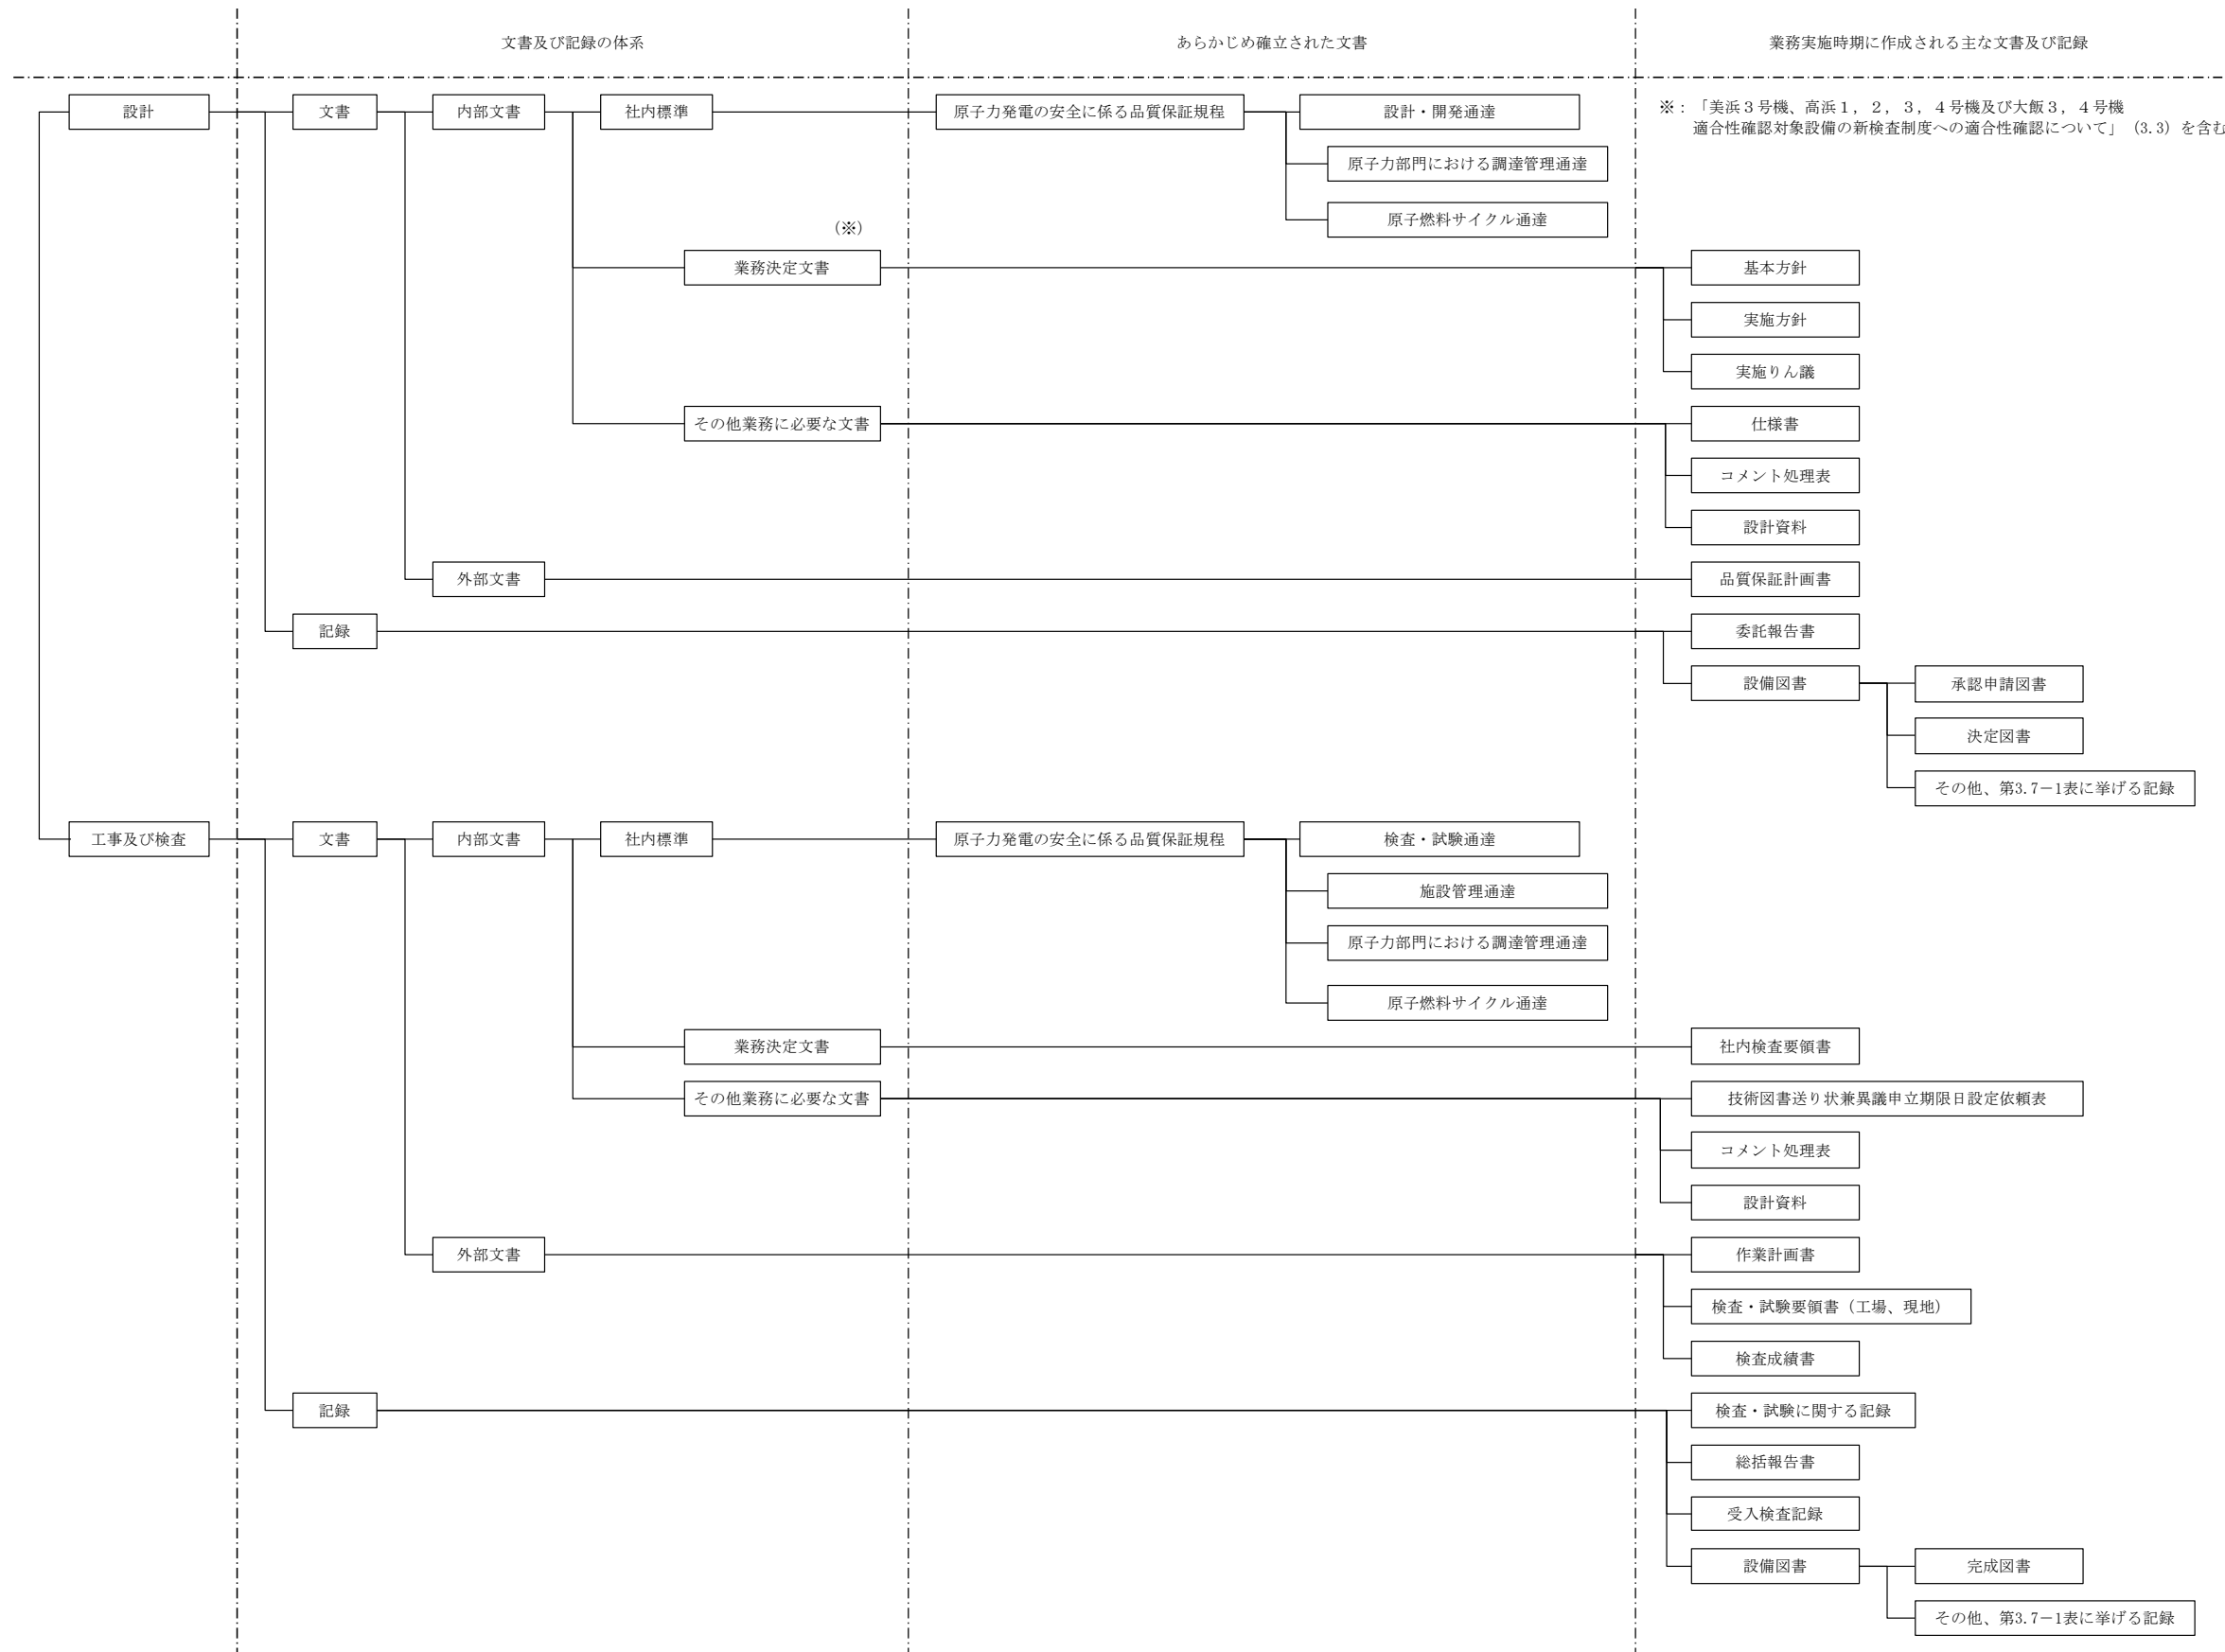 文書及び記録の体系
あらかじめ確立された文書
業務実施時期に作成される主な文書及び記録
設計
文書
内部文書
社内標準
原子力発電の安全に係る品質保証規程
設計・開発通達
※：「美浜３号機、高浜１，２，３，４号機及び大飯３，４号機
適合性確認対象設備の新検査制度への適合性確認について」（3.3）を含む
原子力部門における調達管理通達
原子燃料サイクル通達
（※）
業務決定文書
基本方針
実施方針
実施りん議
その他業務に必要な文書
仕様書
コメント処理表
設計資料
外部文書
品質保証計画書
記録
委託報告書
設備図書
承認申請図書
決定図書
その他、第3.7－1表に挙げる記録
工事及び検査
文書
内部文書
社内標準
原子力発電の安全に係る品質保証規程
検査・試験通達
施設管理通達
原子力部門における調達管理通達
原子燃料サイクル通達
業務決定文書
社内検査要領書
その他業務に必要な文書
技術図書送り状兼異議申立期限日設定依頼表
コメント処理表
設計資料
外部文書
作業計画書
検査・試験要領書（工場、現地）
検査成績書
記録
検査・試験に関する記録
総括報告書
受入検査記録
設備図書
完成図書
その他、第3.7－1表に挙げる記録